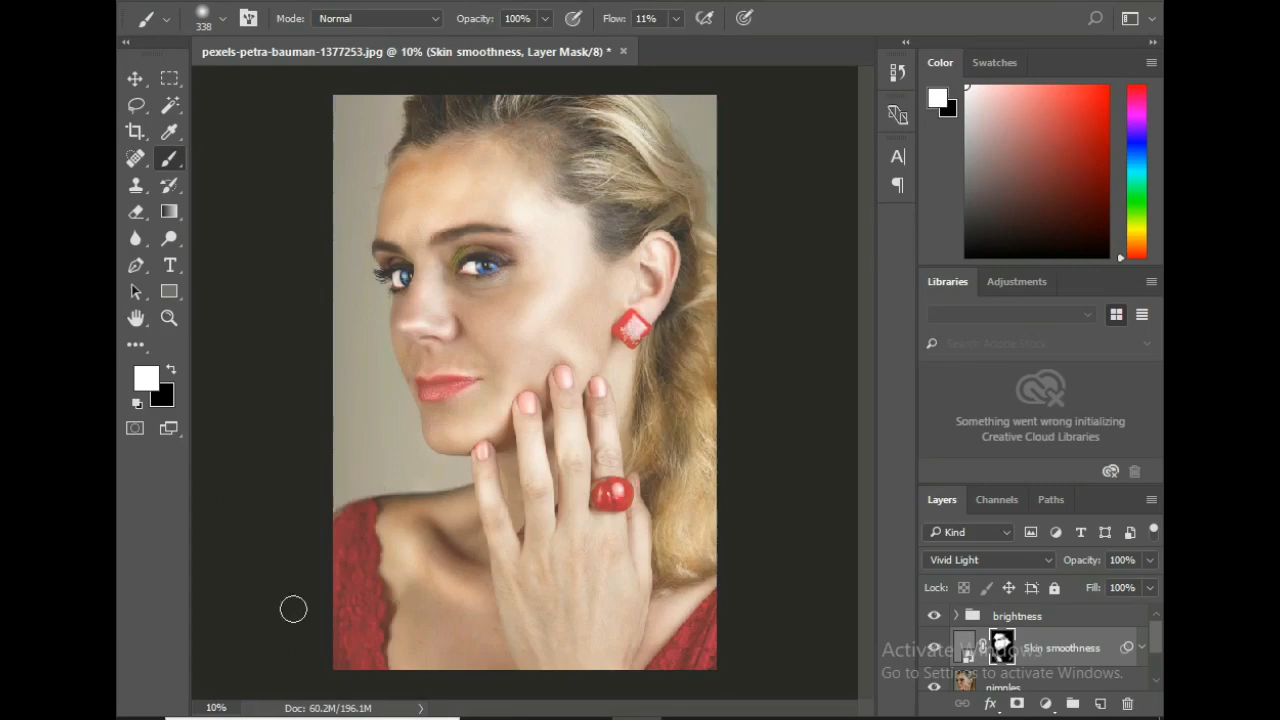 338
Mode: Normal
Opacity: 100%
Flow: 11%
pexels-petra-bauman-1377253.jpg @ 10% (Skin smoothness, Layer Mask/8) *
Color
Swatches
Libraries
Adjustments
Search Adobe Stock
Something went wrong initializing
Creative Cloud Libraries
Layers
Channels
Paths
Kind
Vivid Light
Opacity: 100%
Lock:
Fill: 100%
brightness
Skin smoothness
Activate Windows
Go to Settings to activate Windows.
pimples
10%
Doc: 60.2M/196.1M